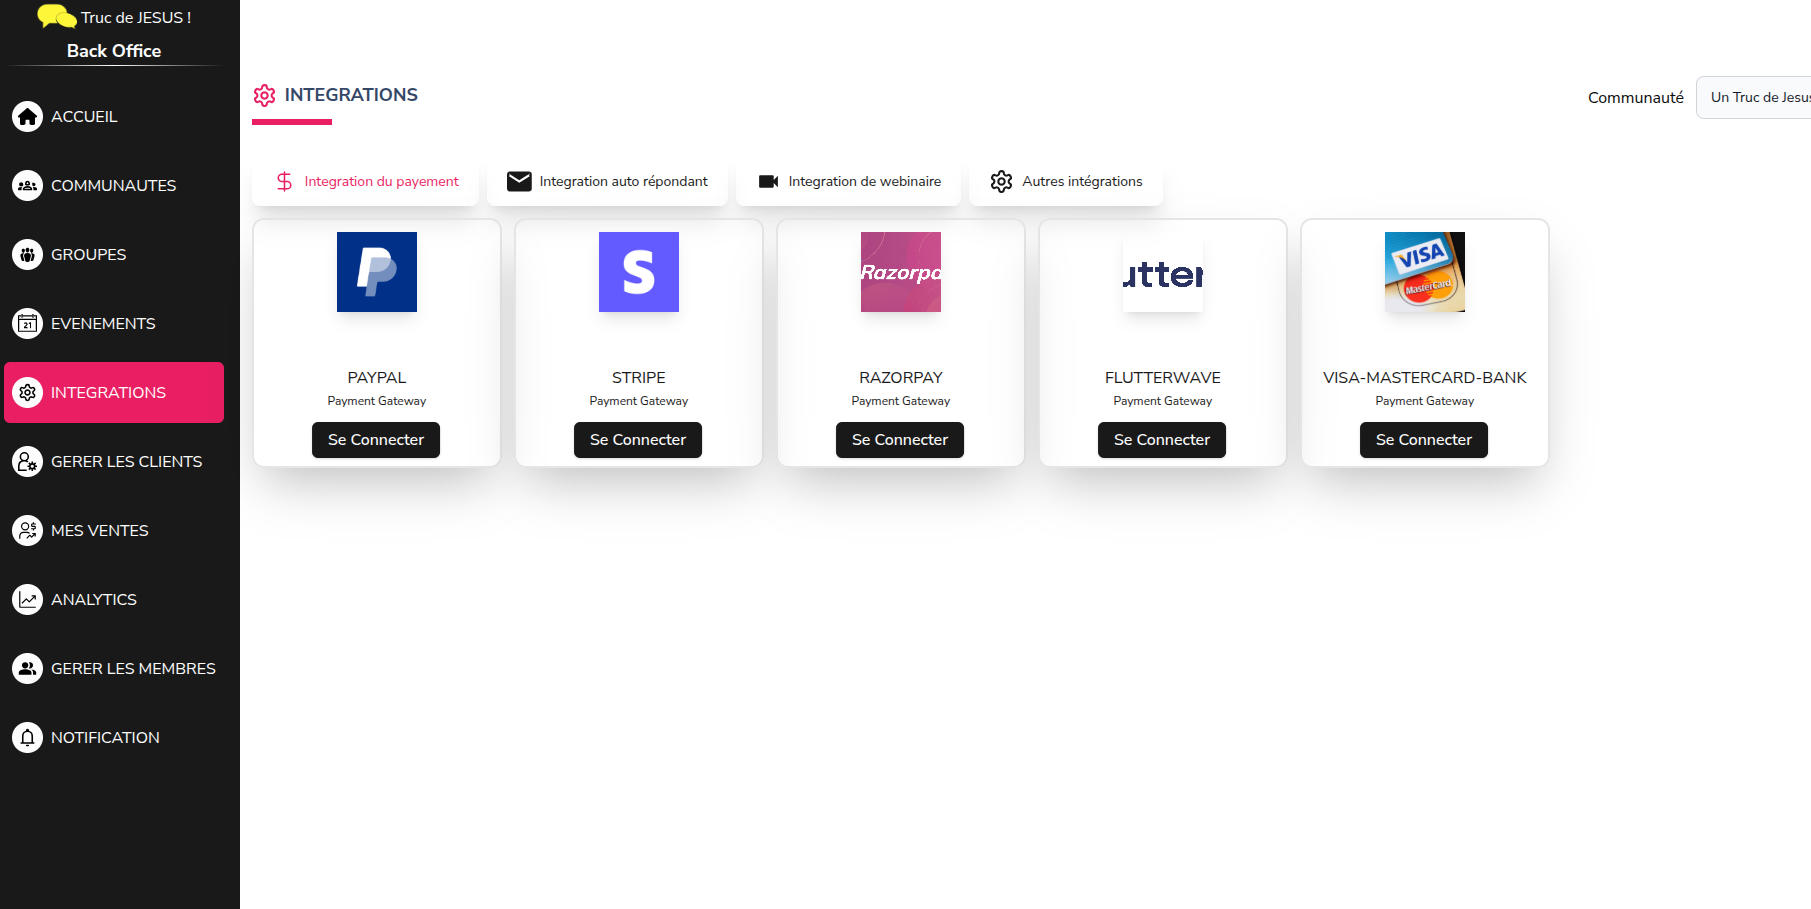 Truc de JESUS !
Back Office
ACCUEIL
COMMUNAUTES
GROUPES
21
EVENEMENTS
INTEGRATIONS
GERER LES CLIENTS
MES VENTES
ANALYTICS
GERER LES MEMBRES
NOTIFICATION
INTEGRATIONS
Communauté
Un Truc de Jesus
Integration du payement
Integration auto répondant
Integration de webinaire
Autres intégrations
P
PAYPAL
Payment Gateway
Se Connecter
S
STRIPE
Payment Gateway
Se Connecter
Razorpa
RAZORPAY
Payment Gateway
Se Connecter
utter
FLUTTERWAVE
Payment Gateway
Se Connecter
VISA
MasterCard
VISA-MASTERCARD-BANK
Payment Gateway
Se Connecter